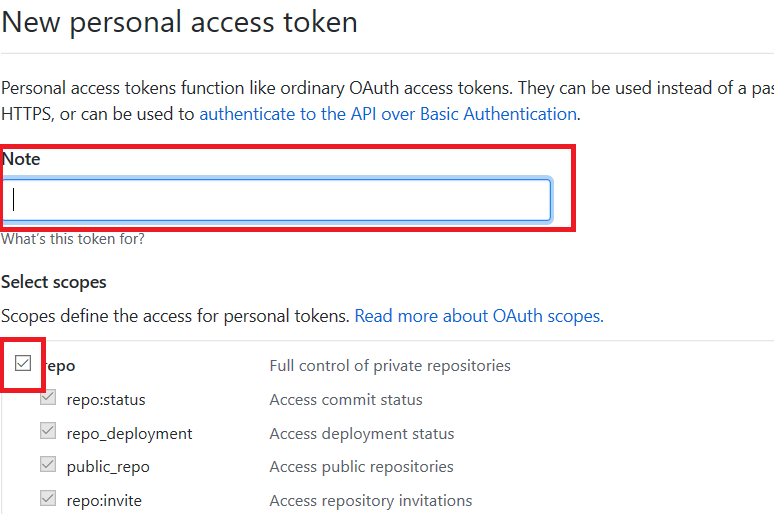 New personal access token
Personal access tokens function like ordinary OAuth access tokens. They can be used instead of a pas
HTTPS, or can be used to authenticate to the API over Basic Authentication.
Note
What's this token for?
Select scopes
Scopes define the access for personal tokens. Read more about OAuth scopes.
repo Full control of private repositories
repo:status Access commit status
repo_deployment Access deployment status
public_repo Access public repositories
repo:invite Access repository invitations